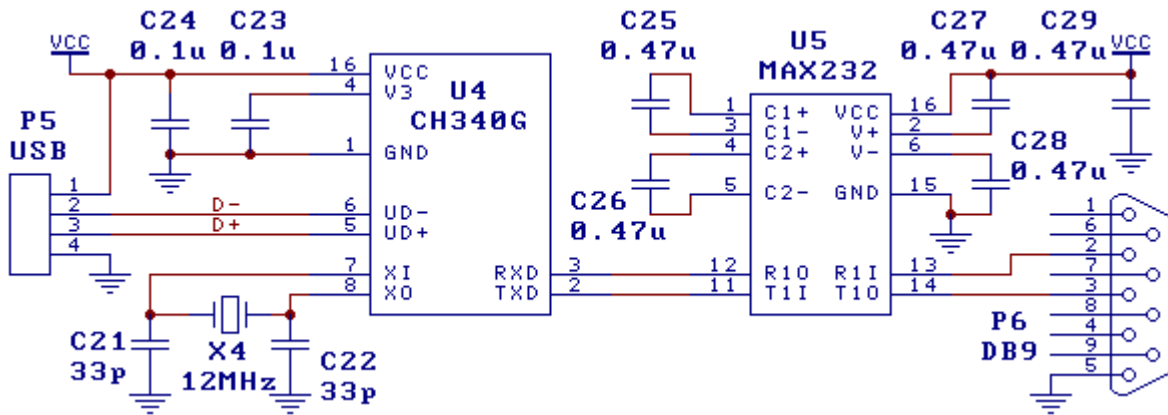 C24 C23 C25 C27 C29
0.1u 0.1u 0.47u U5 0.47u 0.47u
VCC MAX232 VCC
16 VCC U4
4 V3 CH340G
P5 1 C1+ VCC 16
USB 3 C1- V+ 2
1 GND 4 C2+ V- 6 C28
0.47u
1 5 C2- GND 15
2 D- 6 UD- C26 1
3 D+ 5 UD+ 0.47u 6
4 2
7 XI RXD 3 12 R1O R1I 13 7
8 XO TXD 2 11 T1I T1O 14 3
8
C21 X4 C22 P6 4
33p 12MHz 33p DB9 9
5